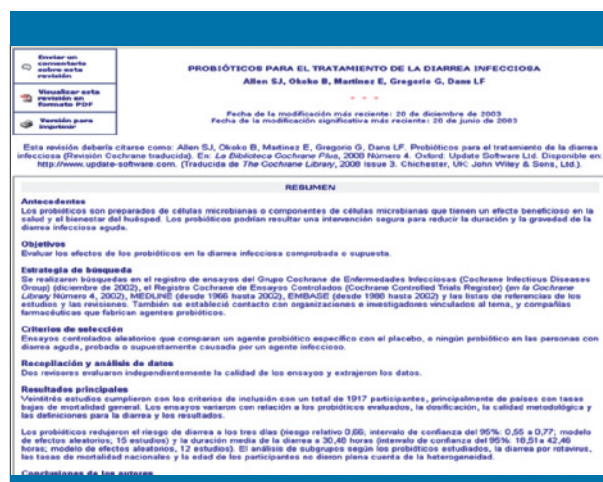 Enviar un
comentario
sobre esta
revisión
Visualizar esta
revisión en
formato PDF
Versión para
imprimir
PROBIÓTICOS PARA EL TRATAMIENTO DE LA DIARREA INFECCIOSA
Allen SJ, Okoko B, Martinez E, Gregorio G, Dans LF
* * *
Fecha de la modificación más reciente: 20 de diciembre de 2003
Fecha de la modificación significativa más reciente: 20 de junio de 2003
Esta revisión debería citarse como: Allen SJ, Okoko B, Martinez E, Gregorio G, Dans LF. Probióticos para el tratamiento de la diarrea
infecciosa (Revisión Cochrane traducida). En: La Biblioteca Cochrane Plus, 2008 Número 4. Oxford: Update Software Ltd. Disponible en:
http://www.update-software.com. (Traducida de The Cochrane Library, 2008 Issue 3. Chichester, UK: John Wiley & Sons, Ltd.).
RESUMEN
Antecedentes
Los probióticos son preparados de células microbianas o componentes de células microbianas que tienen un efecto beneficioso en la
salud y el bienestar del huésped. Los probióticos podrían resultar una intervención segura para reducir la duración y la gravedad de la
diarrea infecciosa aguda.
Objetivos
Evaluar los efectos de los probióticos en la diarrea infecciosa comprobada o supuesta.
Estrategia de búsqueda
Se realizaron búsquedas en el registro de ensayos del Grupo Cochrane de Enfermedades Infecciosas (Cochrane Infectious Diseases
Group) (diciembre de 2002), el Registro Cochrane de Ensayos Controlados (Cochrane Controlled Trials Register) (en la Cochrane
Library Número 4, 2002), MEDLINE (desde 1966 hasta 2002), EMBASE (desde 1988 hasta 2002) y las listas de referencias de los
estudios y las revisiones. También se estableció contacto con organizaciones e investigadores vinculados al tema, y compañías
farmacéuticas que fabrican agentes probióticos.
Criterios de selección
Ensayos controlados aleatorios que comparan un agente probiótico específico con el placebo, o ningún probiótico en las personas con
diarrea aguda, probada o supuestamente causada por un agente infeccioso.
Recopilación y análisis de datos
Dos revisores evaluaron independientemente la calidad de los ensayos y extrajeron los datos.
Resultados principales
Veintitrés estudios cumplieron con los criterios de inclusión con un total de 1917 participantes, principalmente de países con tasas
bajas de mortalidad general. Los ensayos variaron con relación a los probióticos evaluados, la dosificación, la calidad metodológica y
las definiciones para la diarrea y los resultados.
Los probióticos redujeron el riesgo de diarrea a los tres días (riesgo relativo 0,66; intervalo de confianza del 95%: 0,55 a 0,77; modelo
de efectos aleatorios; 15 estudios) y la duración media de la diarrea a 30,48 horas (intervalo de confianza del 95%: 18,51 a 42,46
horas; modelo de efectos aleatorios, 12 estudios). El análisis de subgrupos según los probióticos estudiados, la diarrea por rotavirus,
las tasas de mortalidad nacionales y la edad de los participantes no dieron plena cuenta de la heterogeneidad.
Conclusiones de los autores